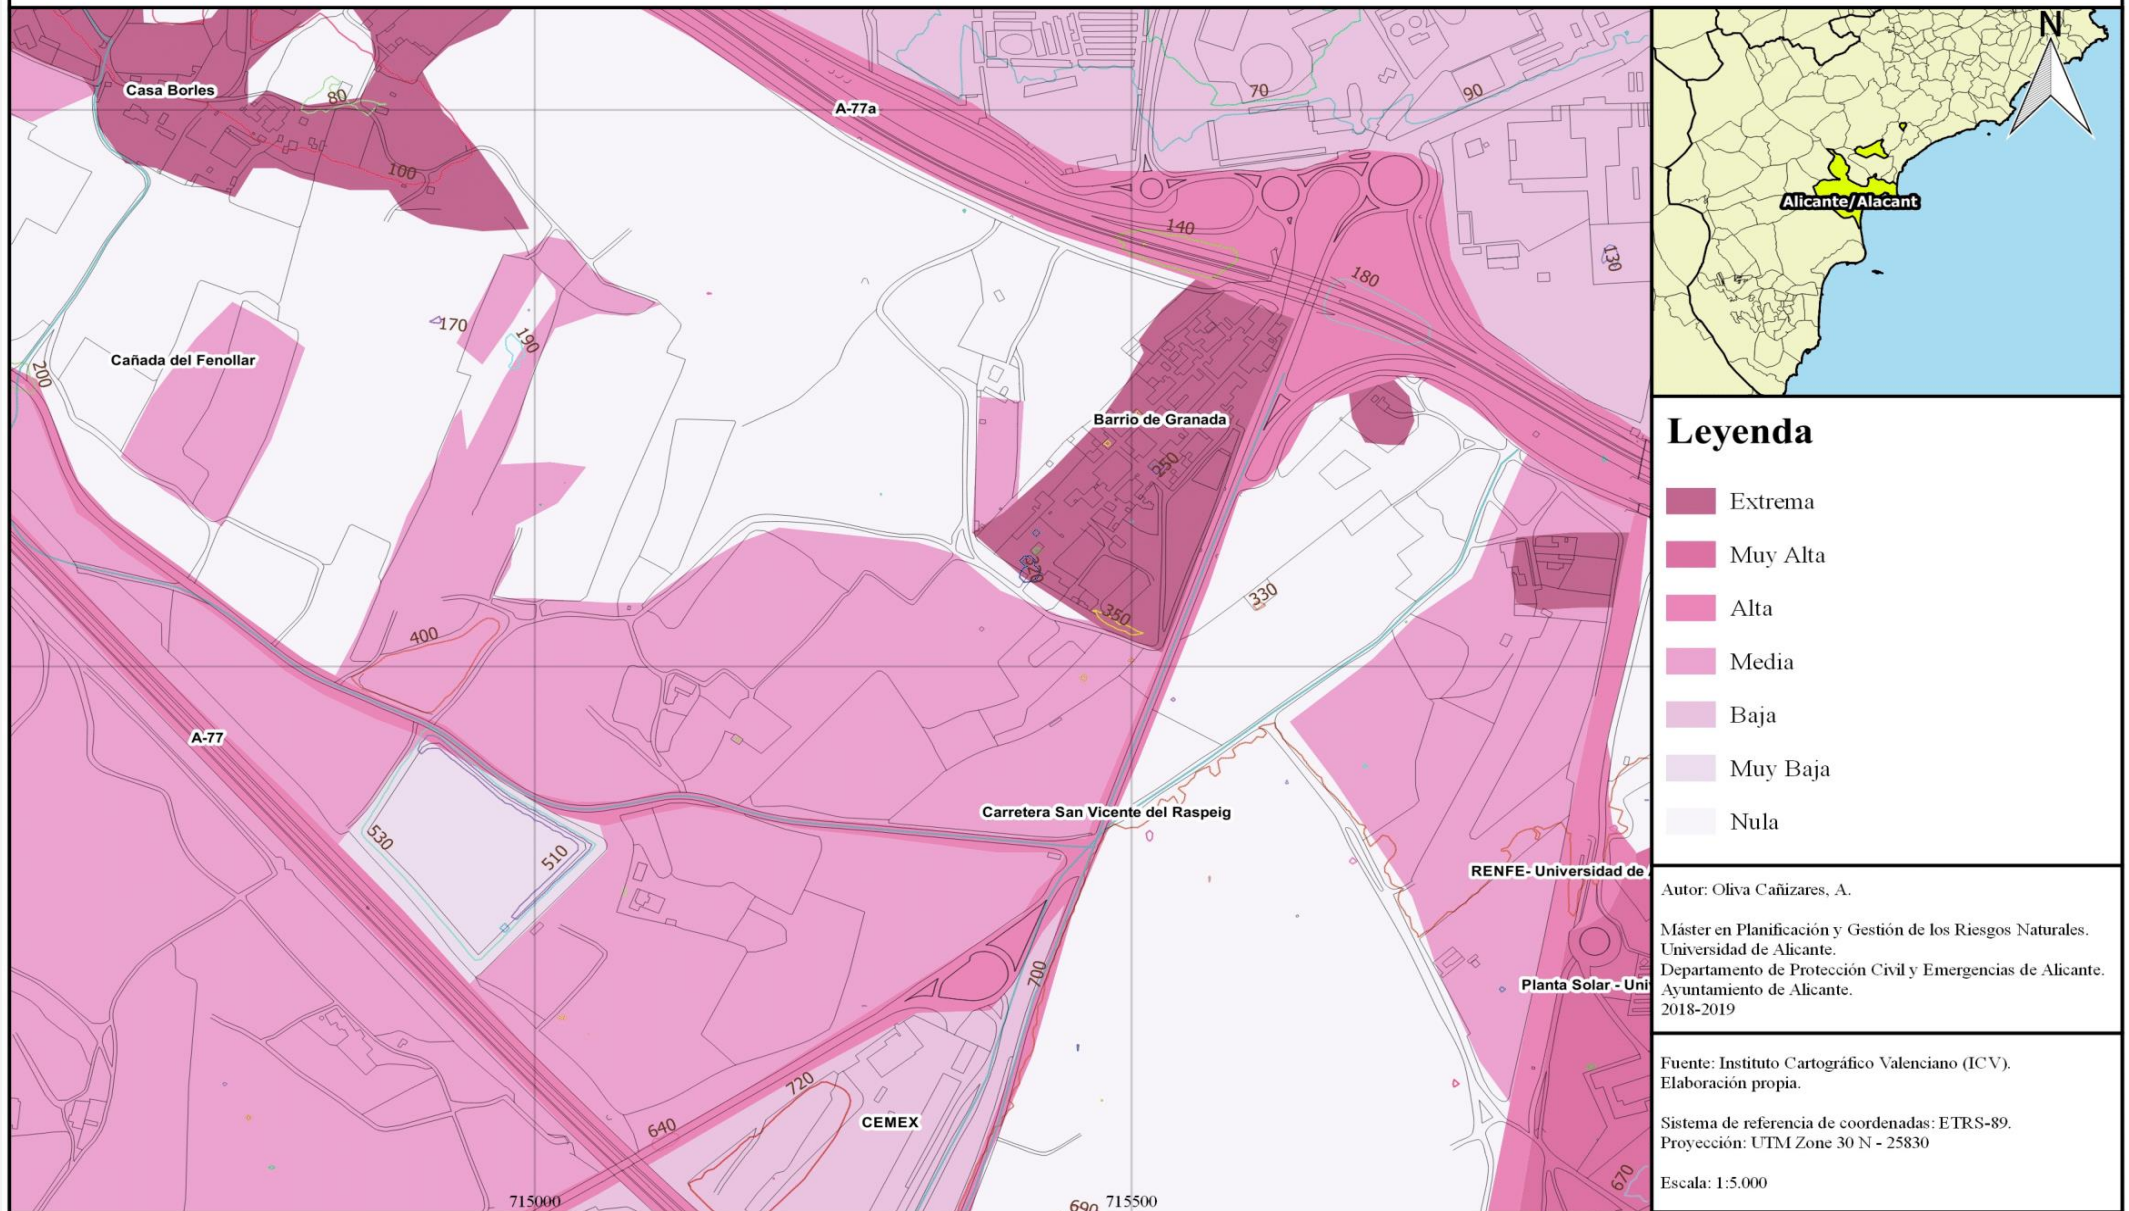 Casa Borles
80
100
A-77a
70
90
140
180
130
170
190
200
Cañada del Fenollar
Barrio de Granada
250
350
330
400
A-77
530
510
Carretera San Vicente del Raspeig
RENFE- Universidad de
Planta Solar - Univ
700
720
640
CEMEX
670
690
715000
715500
N
Alicante/Alacant
Leyenda
Extrema
Muy Alta
Alta
Media
Baja
Muy Baja
Nula
Autor: Oliva Cañizares, A.
Máster en Planificación y Gestión de los Riesgos Naturales.
Universidad de Alicante.
Departamento de Protección Civil y Emergencias de Alicante.
Ayuntamiento de Alicante.
2018-2019
Fuente: Instituto Cartográfico Valenciano (ICV).
Elaboración propia.
Sistema de referencia de coordenadas: ETRS-89.
Proyección: UTM Zone 30 N - 25830
Escala: 1:5.000